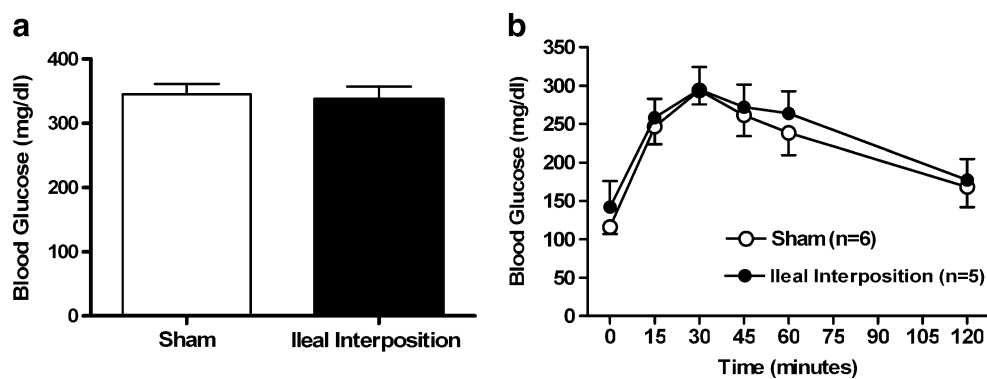 a
Blood Glucose (mg/dl)
400
300
200
100
0
Sham
Ileal Interposition
b
Blood Glucose (mg/dl)
350
300
250
200
150
100
50
0
Sham (n=6)
Ileal Interposition (n=5)
0 15 30 45 60 75 90 105 120
Time (minutes)